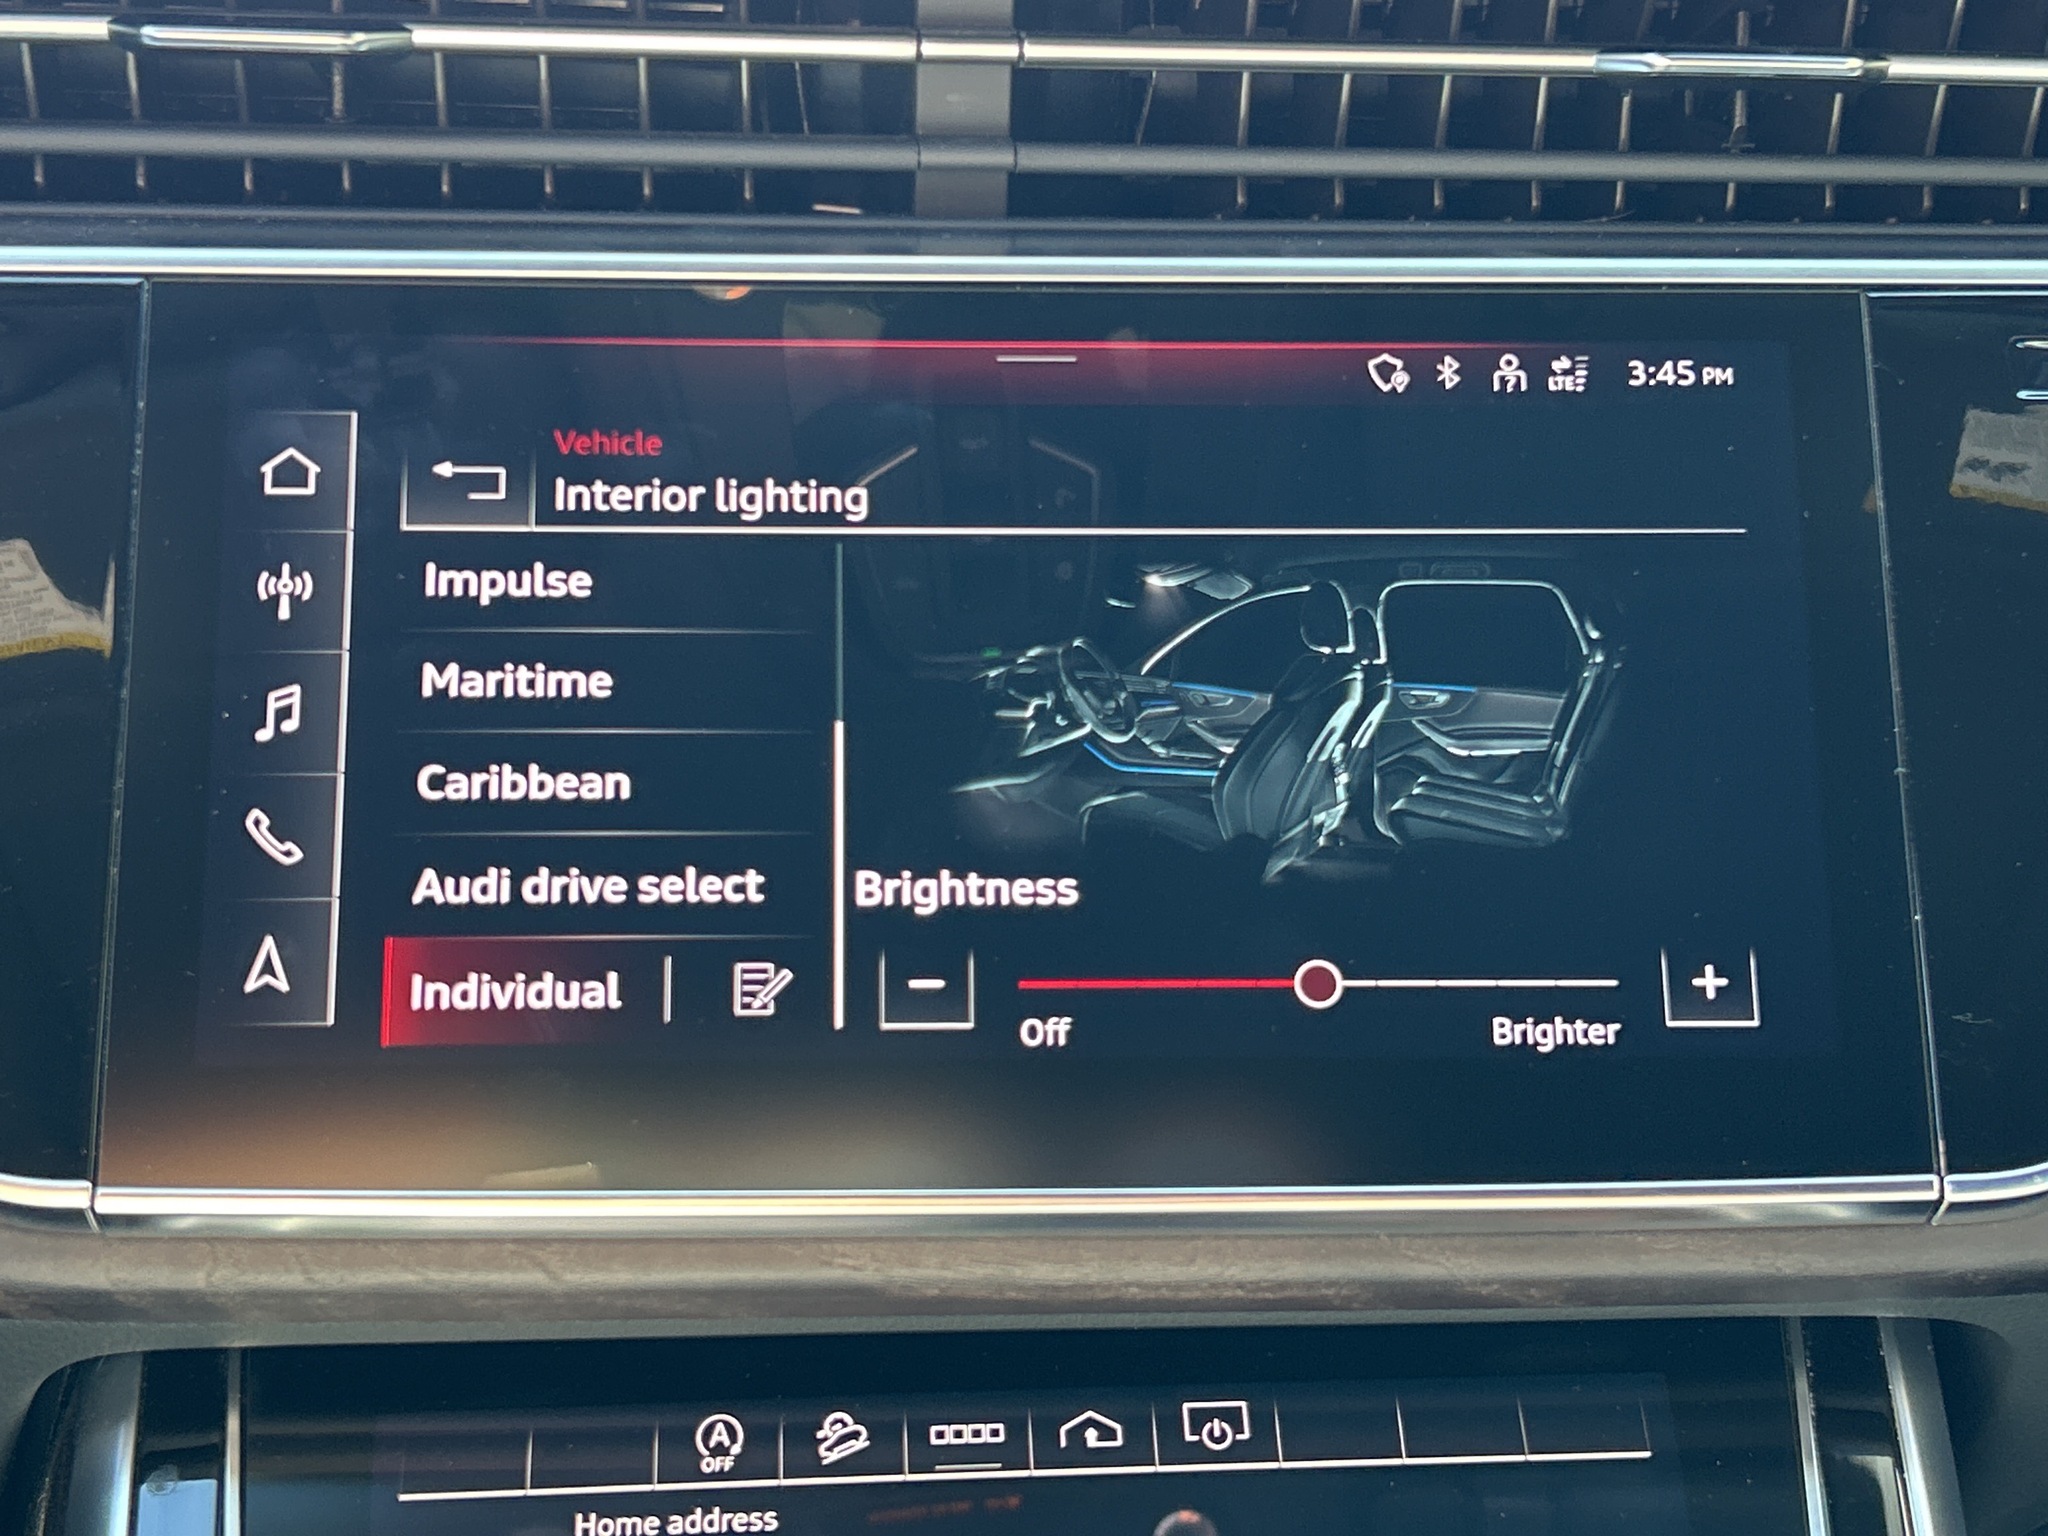 LTE
3:45 PM
Vehicle
Interior lighting
Impulse
Maritime
Caribbean
Audi drive select
Individual
Brightness
Off
Brighter
A
OFF
Home address